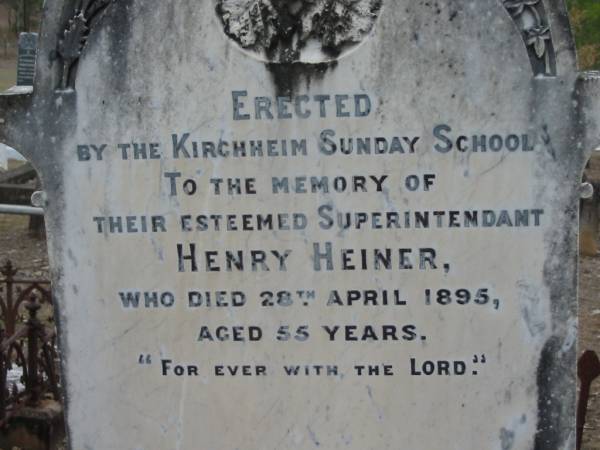 ERECTED
BY THE KIRCHHEIM SUNDAY SCHOOL
TO THE MEMORY OF
THEIR ESTEEMED SUPERINTENDANT
HENRY HEINER,
WHO DIED 28TH APRIL 1895,
AGED 55 YEARS.
"FOR EVER WITH THE LORD."